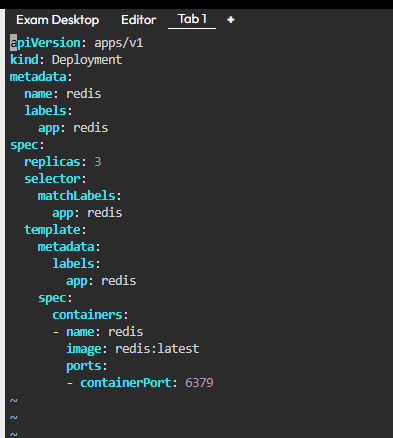 Exam Desktop Editor Tab 1 +
apiVersion: apps/v1
kind: Deployment
metadata:
  name: redis
  labels:
    app: redis
spec:
  replicas: 3
  selector:
    matchLabels:
      app: redis
  template:
    metadata:
      labels:
        app: redis
    spec:
      containers:
      - name: redis
        image: redis:latest
        ports:
        - containerPort: 6379
~
~
~